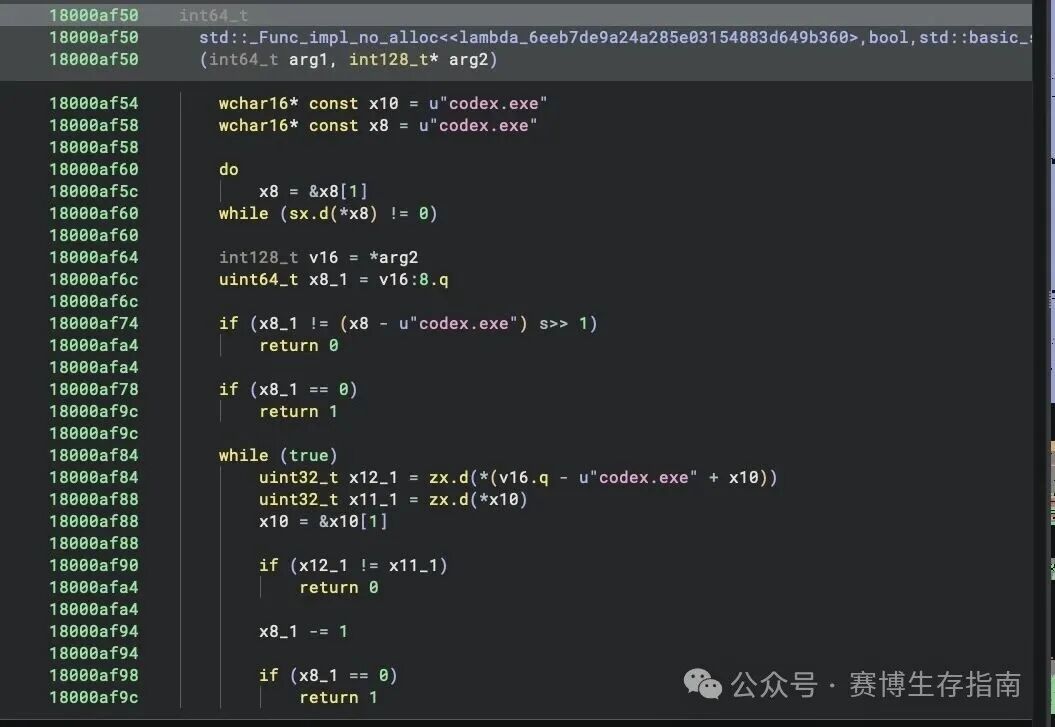 18000af50 int64_t
18000af50 std::_Func_impl_no_alloc<<lambda_6eeb7de9a24a285e03154883d649b360>,bool,std::basic_
18000af50 (int64_t arg1, int128_t* arg2)
18000af54 wchar16* const x10 = u"codex.exe"
18000af58 wchar16* const x8 = u"codex.exe"
18000af58
18000af60 do
18000af5c x8 = &x8[1]
18000af60 while (sx.d(*x8) != 0)
18000af60
18000af64 int128_t v16 = *arg2
18000af6c uint64_t x8_1 = v16:8.q
18000af6c
18000af74 if (x8_1 != (x8 - u"codex.exe") s>> 1)
18000afa4 return 0
18000afa4
18000af78 if (x8_1 == 0)
18000af9c return 1
18000af9c
18000af84 while (true)
18000af84 uint32_t x12_1 = zx.d(*(v16.q - u"codex.exe" + x10))
18000af88 uint32_t x11_1 = zx.d(*x10)
18000af88 x10 = &x10[1]
18000af88
18000af90 if (x12_1 != x11_1)
18000afa4 return 0
18000afa4
18000af94 x8_1 -= 1
18000af94
18000af98 if (x8_1 == 0)
18000af9c return 1
公众号 · 赛博生存指南